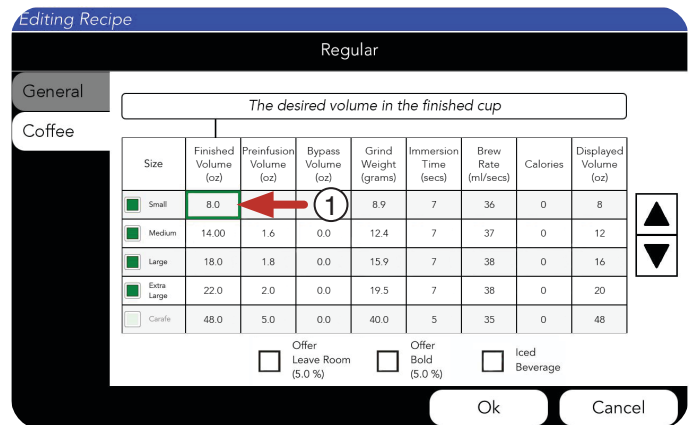 Editing Recipe
Regular
General
Coffee
The desired volume in the finished cup
Size
Finished Volume (oz)
Preinfusion Volume (oz)
Bypass Volume (oz)
Grind Weight (grams)
Immersion Time (secs)
Brew Rate (ml/secs)
Calories
Displayed Volume (oz)
Small 8.0 1 8.9 7 36 0 8
Medium 14.00 1.6 0.0 12.4 7 37 0 12
Large 18.0 1.8 0.0 15.9 7 38 0 16
Extra Large 22.0 2.0 0.0 19.5 7 38 0 20
Carafe 48.0 5.0 0.0 40.0 5 35 0 48
Offer
Leave Room
(5.0 %)
Offer
Bold
(5.0 %)
Iced
Beverage
Ok
Cancel